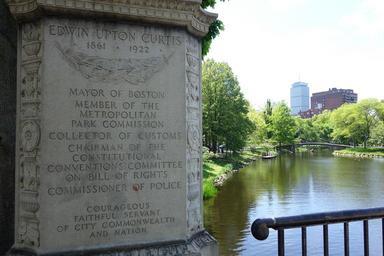 EDWIN UPTON CURTIS
1861 1922
MAYOR OF BOSTON
MEMBER OF THE
METROPOLITAN
PARK COMMISSION
COLLECTOR OF CUSTOMS
CHAIRMAN OF THE
CONSTITUTIONAL
CONVENTIONS COMMITTEE
ON BILL OF RIGHTS
COMMISSIONER OF POLICE
COURAGEOUS
FAITHFUL SERVANT
OF CITY COMMONWEALTH
AND NATION